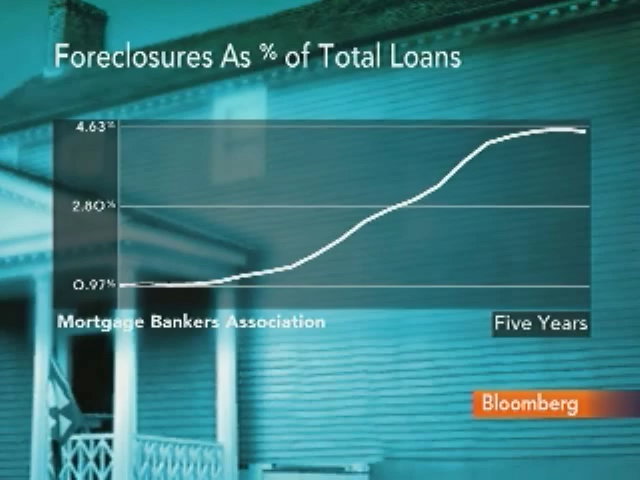 Foreclosures As % of Total Loans
4.63%
2.80%
0.97%
Mortgage Bankers Association
Five Years
Bloomberg